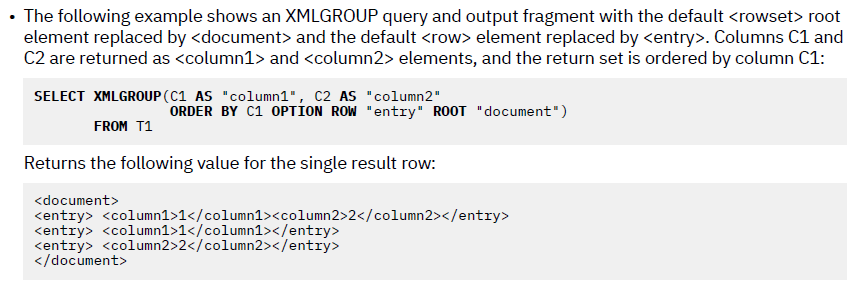 • The following example shows an XMLGROUP query and output fragment with the default <rowset> root
element replaced by <document> and the default <row> element replaced by <entry>. Columns C1 and
C2 are returned as <column1> and <column2> elements, and the return set is ordered by column C1:
SELECT XMLGROUP(C1 AS "column1", C2 AS "column2"
ORDER BY C1 OPTION ROW "entry" ROOT "document")
FROM T1
Returns the following value for the single result row:
<document>
<entry> <column1>1</column1><column2>2</column2></entry>
<entry> <column1>1</column1></entry>
<entry> <column2>2</column2></entry>
</document>